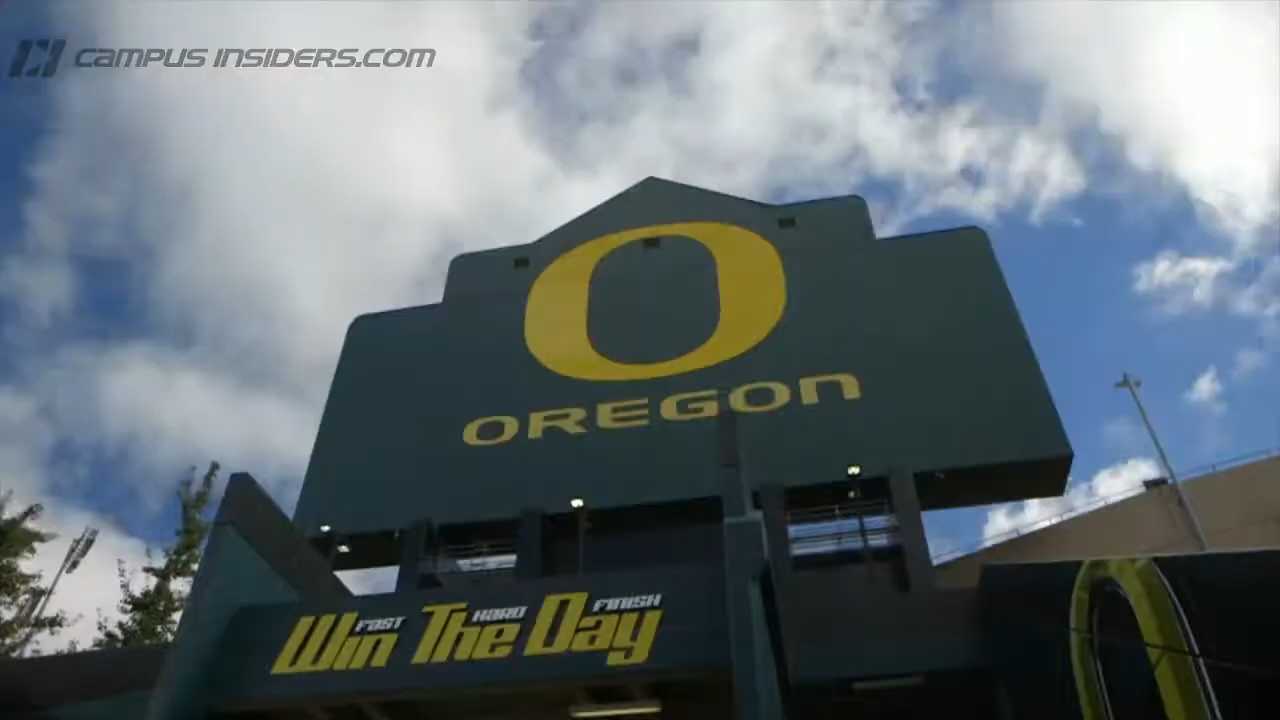 CAMPUS INSIDERS.COM
O
OREGON
FAST HARD FINISH
Win The Day
O